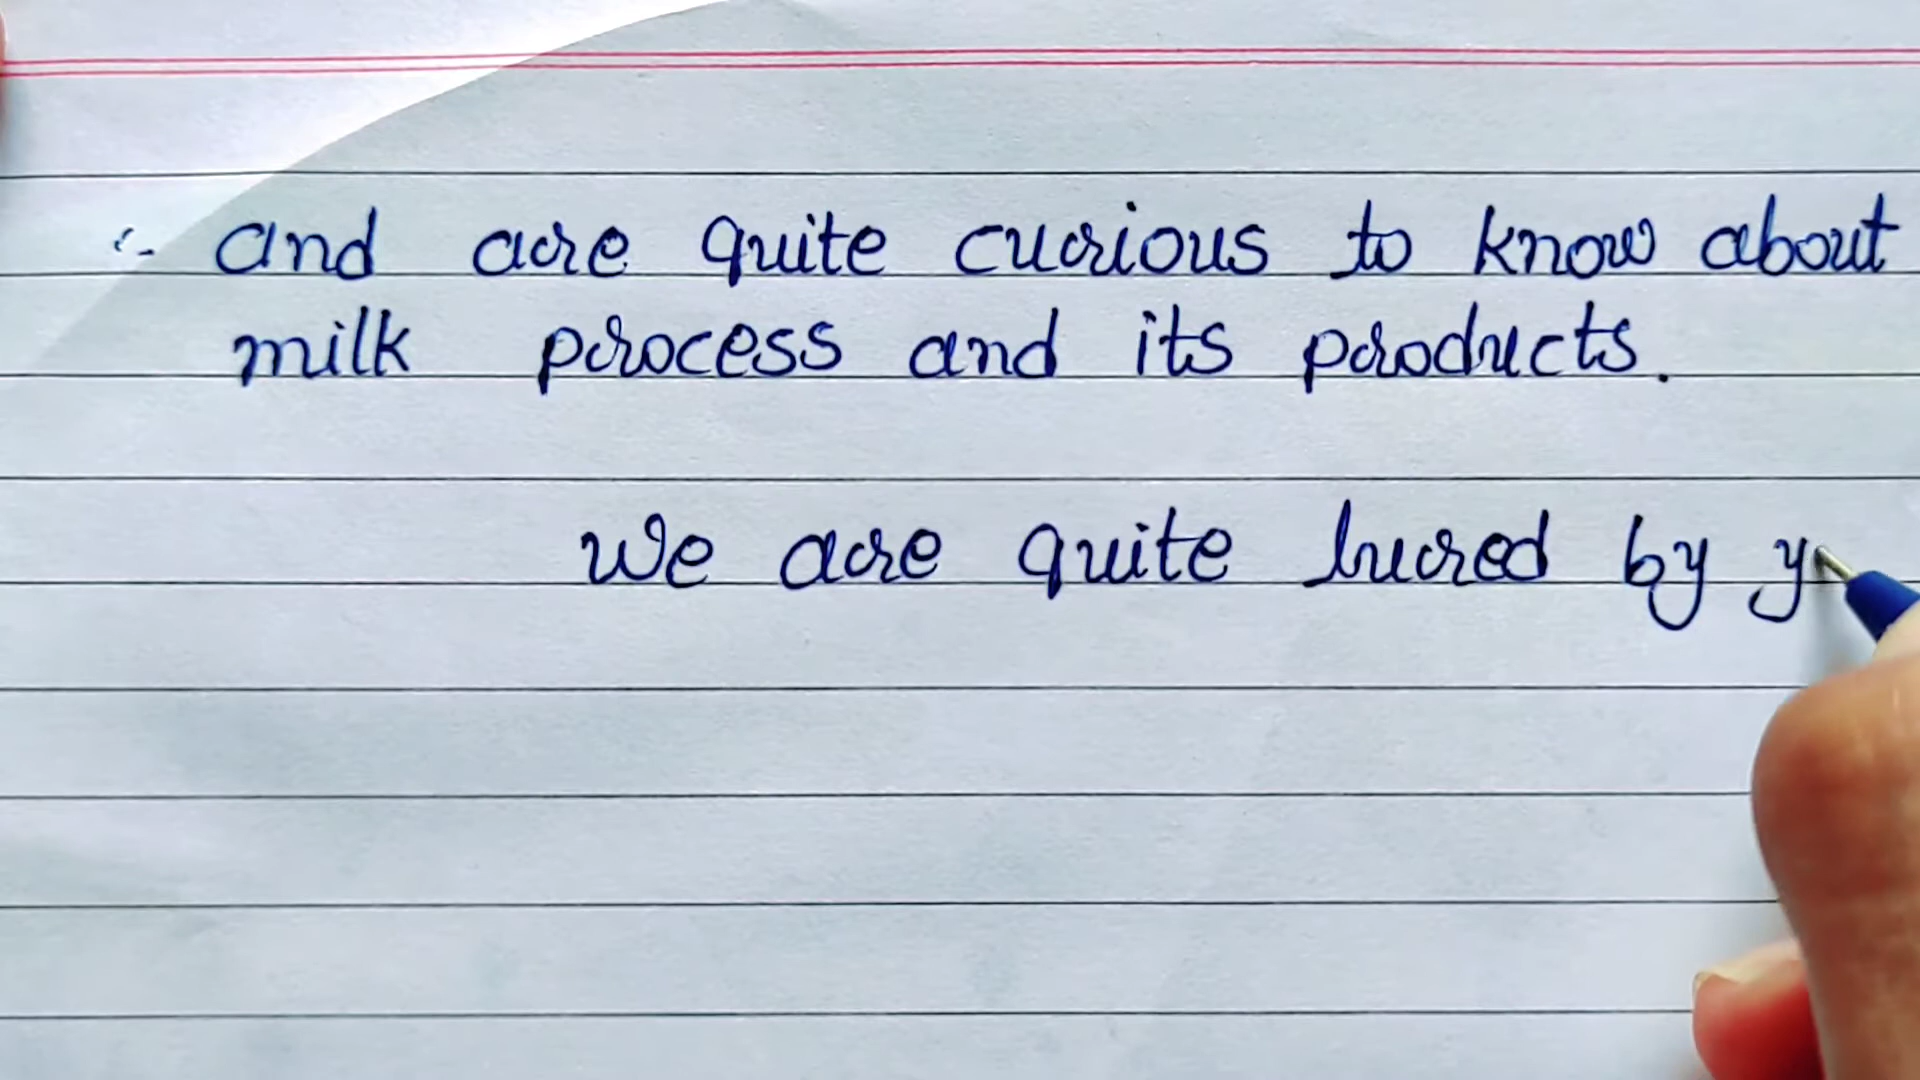 and are quite curious to know about
milk process and its products.
We are quite lured by y